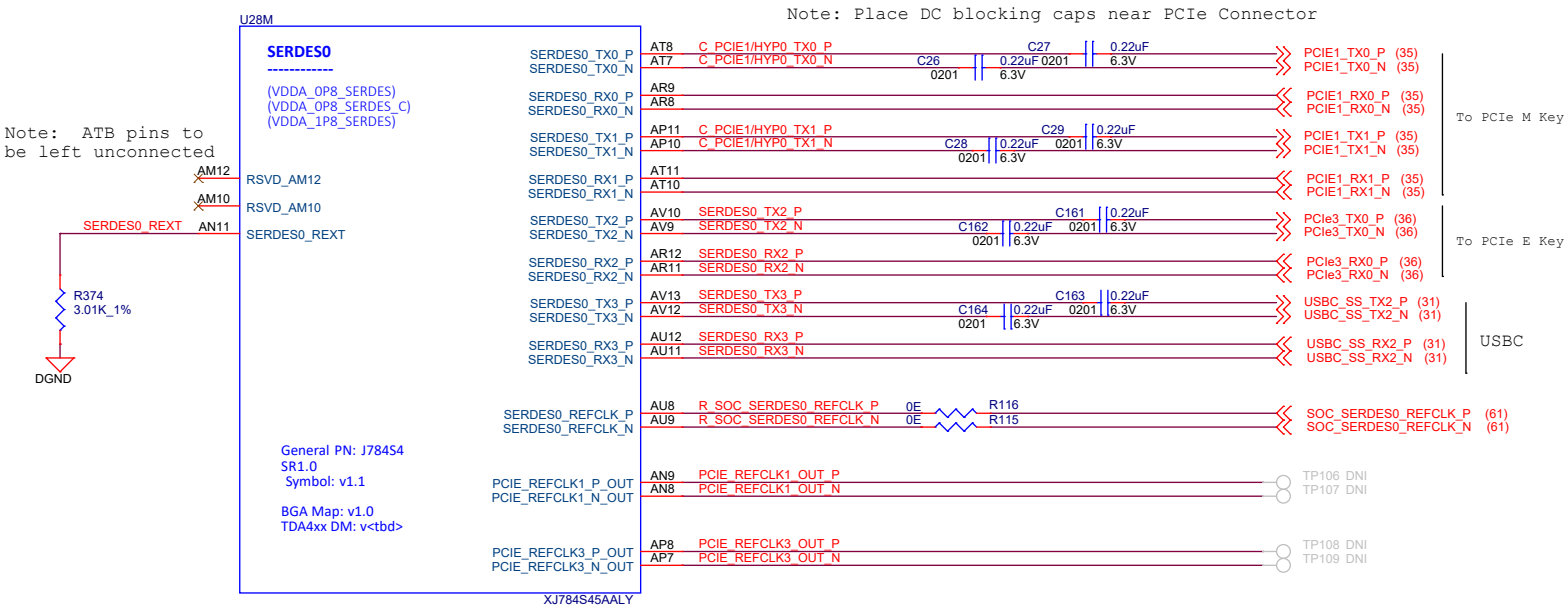 Note: Place DC blocking caps near PCIe Connector
U28M
SERDES0
------------
(VDDA_0P8_SERDES)
(VDDA_0P8_SERDES_C)
(VDDA_1P8_SERDES)
Note: ATB pins to
be left unconnected
AM12 RSVD_AM12
AM10 RSVD_AM10
SERDES0_REXT AN11 SERDES0_REXT
R374
3.01K_1%
DGND
General PN: J784S4
SR1.0
Symbol: v1.1
BGA Map: v1.0
TDA4xx DM: v<tbd>
XJ784S45AALY
SERDES0_TX0_P AT8 C_PCIE1/HYP0_TX0_P C27 0.22uF 0201 6.3V PCIE1_TX0_P (35)
SERDES0_TX0_N AT7 C_PCIE1/HYP0_TX0_N C26 0.22uF 0201 6.3V PCIE1_TX0_N (35)
SERDES0_RX0_P AR9 PCIE1_RX0_P (35)
SERDES0_RX0_N AR8 PCIE1_RX0_N (35)
SERDES0_TX1_P AP11 C_PCIE1/HYP0_TX1_P C29 0.22uF 0201 6.3V PCIE1_TX1_P (35)
SERDES0_TX1_N AP10 C_PCIE1/HYP0_TX1_N C28 0.22uF 0201 6.3V PCIE1_TX1_N (35)
SERDES0_RX1_P AT11 PCIE1_RX1_P (35)
SERDES0_RX1_N AT10 PCIE1_RX1_N (35)
To PCIe M Key
SERDES0_TX2_P AV10 SERDES0_TX2_P C161 0.22uF 0201 6.3V PCIe3_TX0_P (36)
SERDES0_TX2_N AV9 SERDES0_TX2_N C162 0.22uF 0201 6.3V PCIe3_TX0_N (36)
SERDES0_RX2_P AR12 SERDES0_RX2_P PCIe3_RX0_P (36)
SERDES0_RX2_N AR11 SERDES0_RX2_N PCIe3_RX0_N (36)
To PCIe E Key
SERDES0_TX3_P AV13 SERDES0_TX3_P C163 0.22uF 0201 6.3V USBC_SS_TX2_P (31)
SERDES0_TX3_N AV12 SERDES0_TX3_N C164 0.22uF 0201 6.3V USBC_SS_TX2_N (31)
SERDES0_RX3_P AU12 SERDES0_RX3_P USBC_SS_RX2_P (31)
SERDES0_RX3_N AU11 SERDES0_RX3_N USBC_SS_RX2_N (31)
USBC
SERDES0_REFCLK_P AU8 R_SOC_SERDES0_REFCLK_P 0E R116 SOC_SERDES0_REFCLK_P (61)
SERDES0_REFCLK_N AU9 R_SOC_SERDES0_REFCLK_N 0E R115 SOC_SERDES0_REFCLK_N (61)
PCIE_REFCLK1_P_OUT AN9 PCIE_REFCLK1_OUT_P TP106 DNI
PCIE_REFCLK1_N_OUT AN8 PCIE_REFCLK1_OUT_N TP107 DNI
PCIE_REFCLK3_P_OUT AP8 PCIE_REFCLK3_OUT_P TP108 DNI
PCIE_REFCLK3_N_OUT AP7 PCIE_REFCLK3_OUT_N TP109 DNI